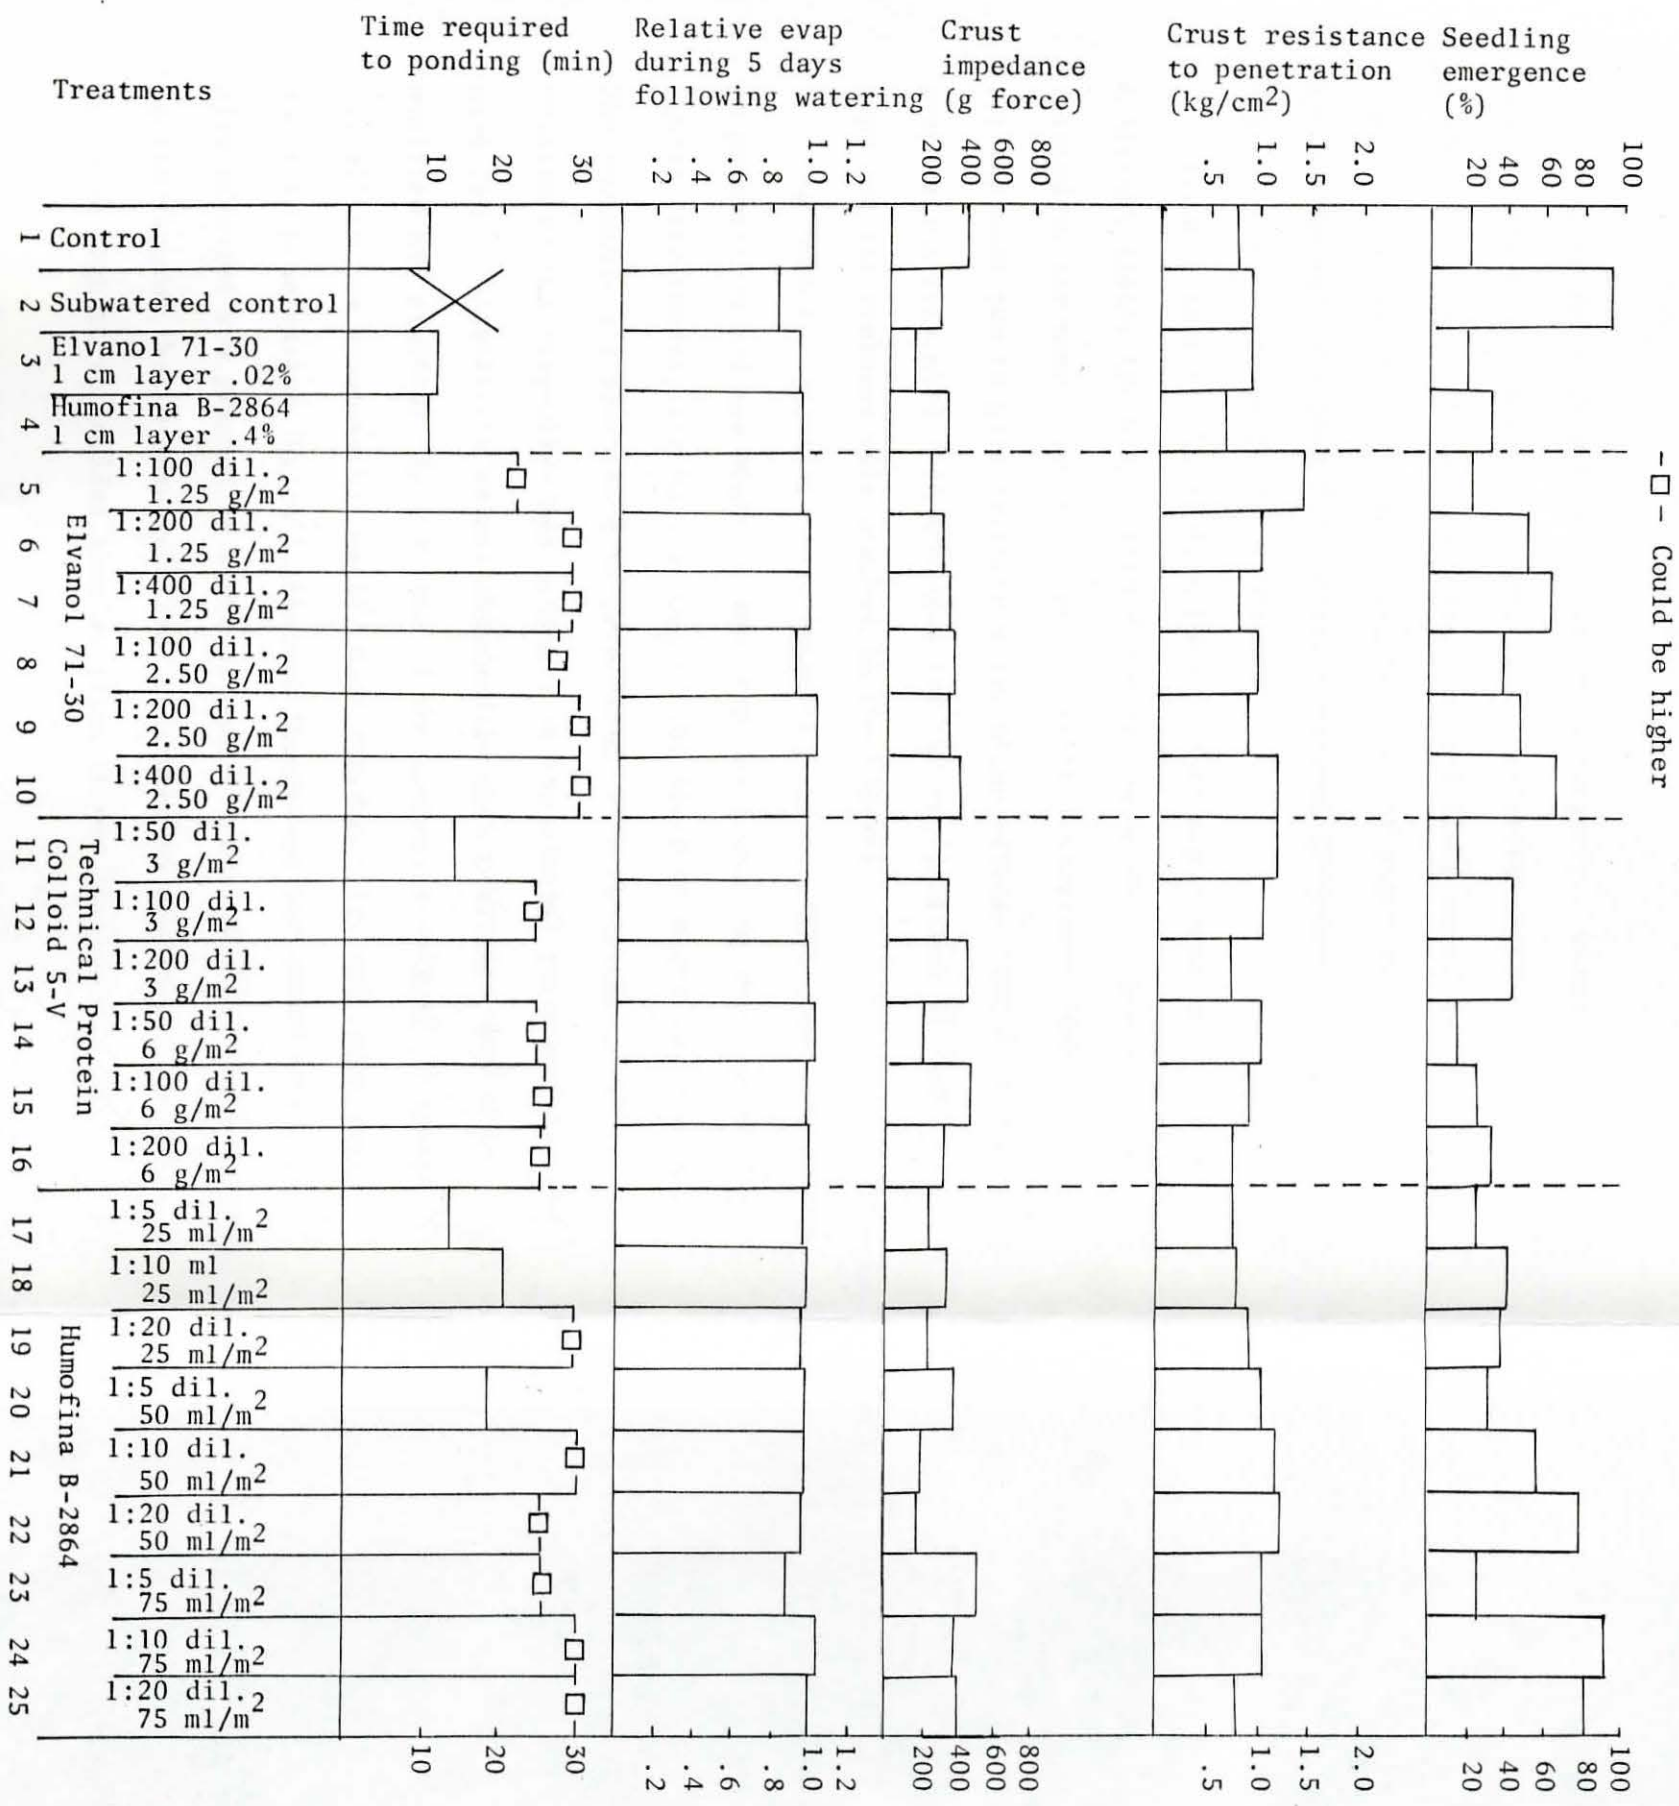 Time required
to ponding (min)
Relative evap
during 5 days
following watering
Crust
impedance
(g force)
Crust resistance
to penetration
(kg/cm2)
Seedling
emergence
(%)
Treatments
10 20 30
.2 .4 .6 .8 1.0 1.2
200 400 600 800
.5 1.0 1.5 2.0
20 40 60 80 100
1 Control
2 Subwatered control
3 Elvanol 71-30
1 cm layer .02%
4 Humofina B-2864
1 cm layer .4%
Elvanol 71-30
5 1:100 dil.
1.25 g/m2
6 1:200 dil.
1.25 g/m2
7 1:400 dil.
1.25 g/m2
8 1:100 dil.
2.50 g/m2
9 1:200 dil.
2.50 g/m2
10 1:400 dil.
2.50 g/m2
Technical Protein
Colloid 5-V
11 1:50 dil.
3 g/m2
12 1:100 dil.
3 g/m2
13 1:200 dil.
3 g/m2
14 1:50 dil.
6 g/m2
15 1:100 dil.
6 g/m2
16 1:200 dil.
6 g/m2
Humofina B-2864
17 1:5 dil.
25 ml/m2
18 1:10 ml
25 ml/m2
19 1:20 dil.
25 ml/m2
20 1:5 dil.
50 ml/m2
21 1:10 dil.
50 ml/m2
22 1:20 dil.
50 ml/m2
23 1:5 dil.
75 ml/m2
24 1:10 dil.
75 ml/m2
25 1:20 dil.
75 ml/m2
10 20 30
.2 .4 .6 .8 1.0 1.2
200 400 600 800
.5 1.0 1.5 2.0
20 40 60 80 100
-□- Could be higher